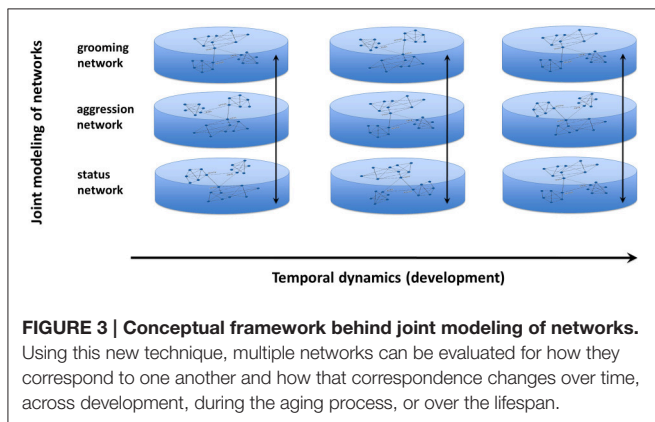 Joint modeling of networks
grooming
network
aggression
network
status
network
Temporal dynamics (development)
FIGURE 3 | Conceptual framework behind joint modeling of networks.
Using this new technique, multiple networks can be evaluated for how they
correspond to one another and how that correspondence changes over time,
across development, during the aging process, or over the lifespan.